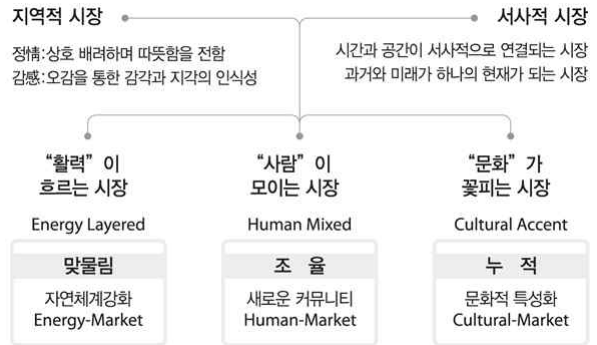 지역적 시장
서사적 시장
정情:상호 배려하며 따뜻함을 전함
감感:오감을 통한 감각과 지각의 인식성
시간과 공간이 서사적으로 연결되는 시장
과거와 미래가 하나의 현재가 되는 시장
“활력” 이
흐르는 시장
Energy Layered
맞물림
자연체계강화
Energy-Market
“사람” 이
모이는 시장
Human Mixed
조 율
새로운 커뮤니티
Human-Market
“문화” 가
꽃피는 시장
Cultural Accent
누 적
문화적 특성화
Cultural-Market